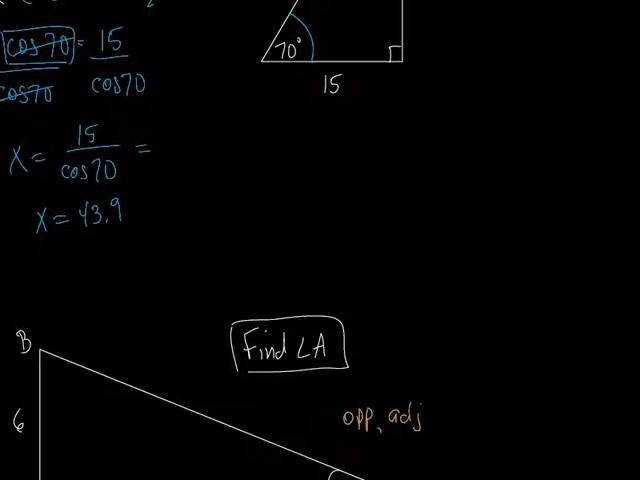 cos70 = 15
cos70 cos70
70°
15
X = 15 =
cos70
X = 43.9
Find ∠A
B
opp, adj
6